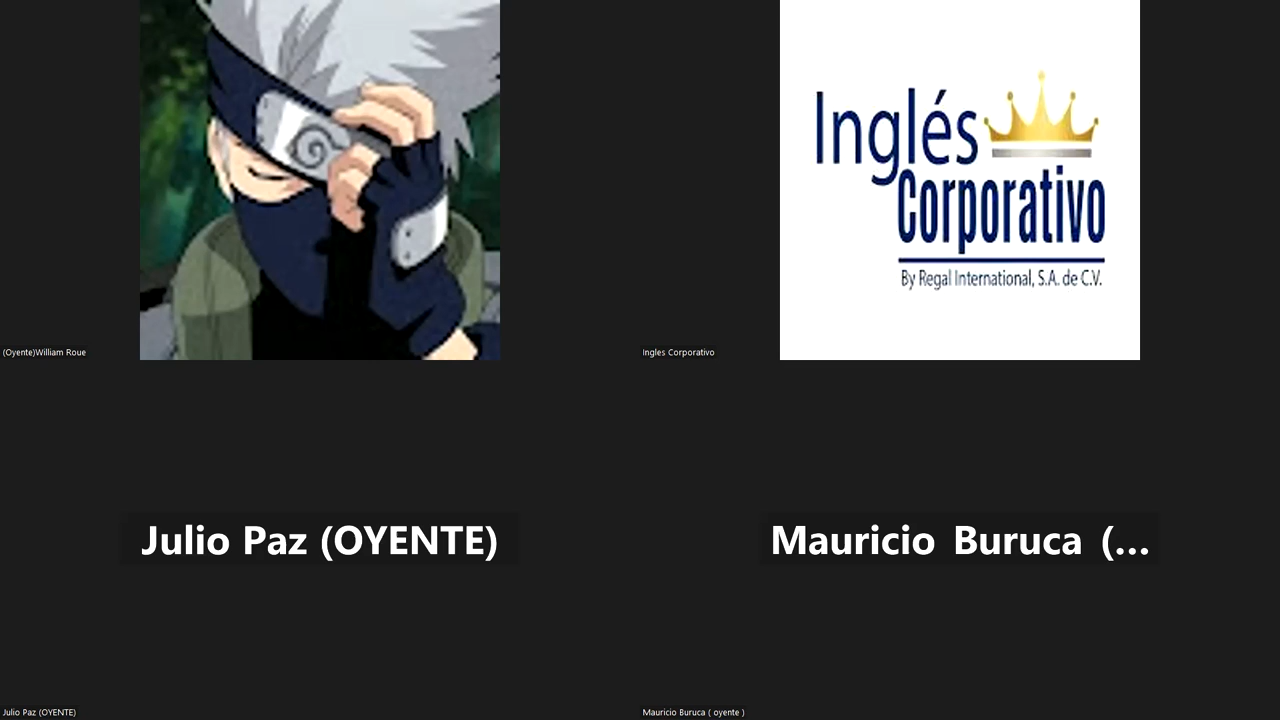 Inglés
Corporativo
By Regal International, S.A. de C.V.
(Oyente)William Roue
Ingles Corporativo
Julio Paz (OYENTE)
Mauricio Buruca (...
Julio Paz (OYENTE)
Mauricio Buruca ( oyente )